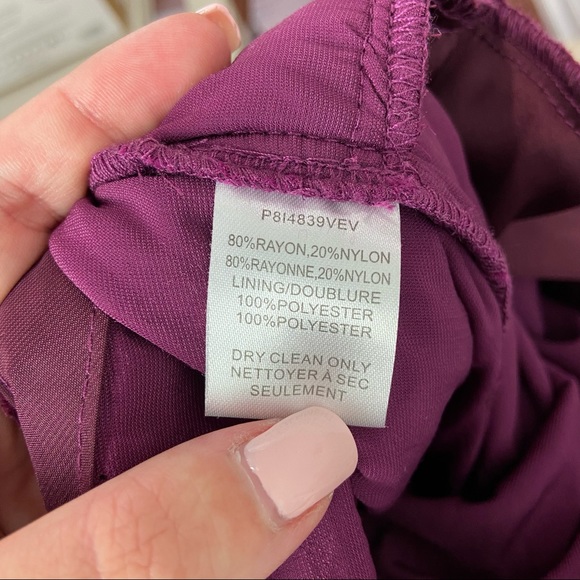 P8I4839VEV
80%RAYON,20%NYLON
80%RAYONNE,20%NYLON
LINING/DOUBLURE
100%POLYESTER
100%POLYESTER
DRY CLEAN ONLY
NETTOYER À SEC
SEULEMENT